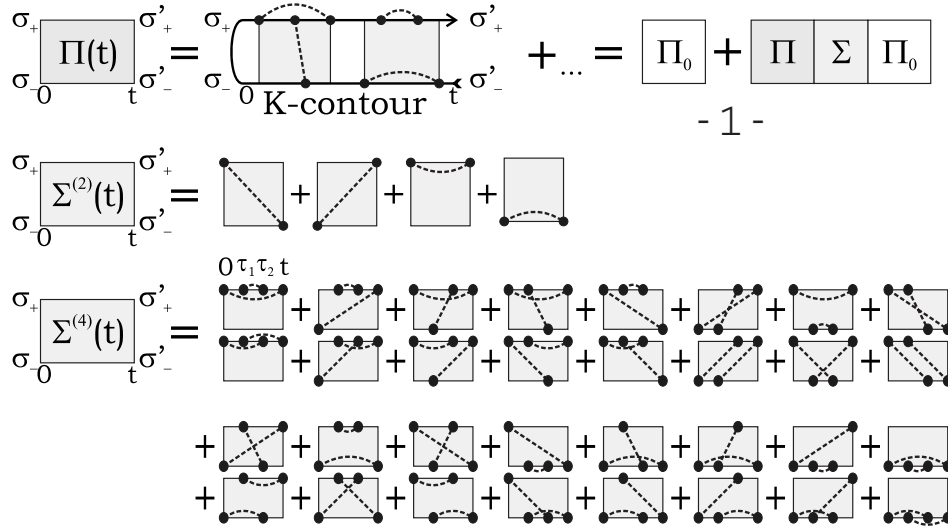 σ₊ Π(t) σ'₊ = σ₊ σ'₊ + ... = Π₀ + Π Σ Π₀
σ₋ 0 t σ'₋ σ₋ 0 K-contour t σ'₋
-1-
σ₊ Σ⁽²⁾(t) σ'₊ = + + +
σ₋ 0 t σ'₋
0 τ₁ τ₂ t
σ₊ Σ⁽⁴⁾(t) σ'₊ = + + + + + + +
σ₋ 0 t σ'₋ + + + + + + +
+ + + + + + + +
+ + + + + + + +